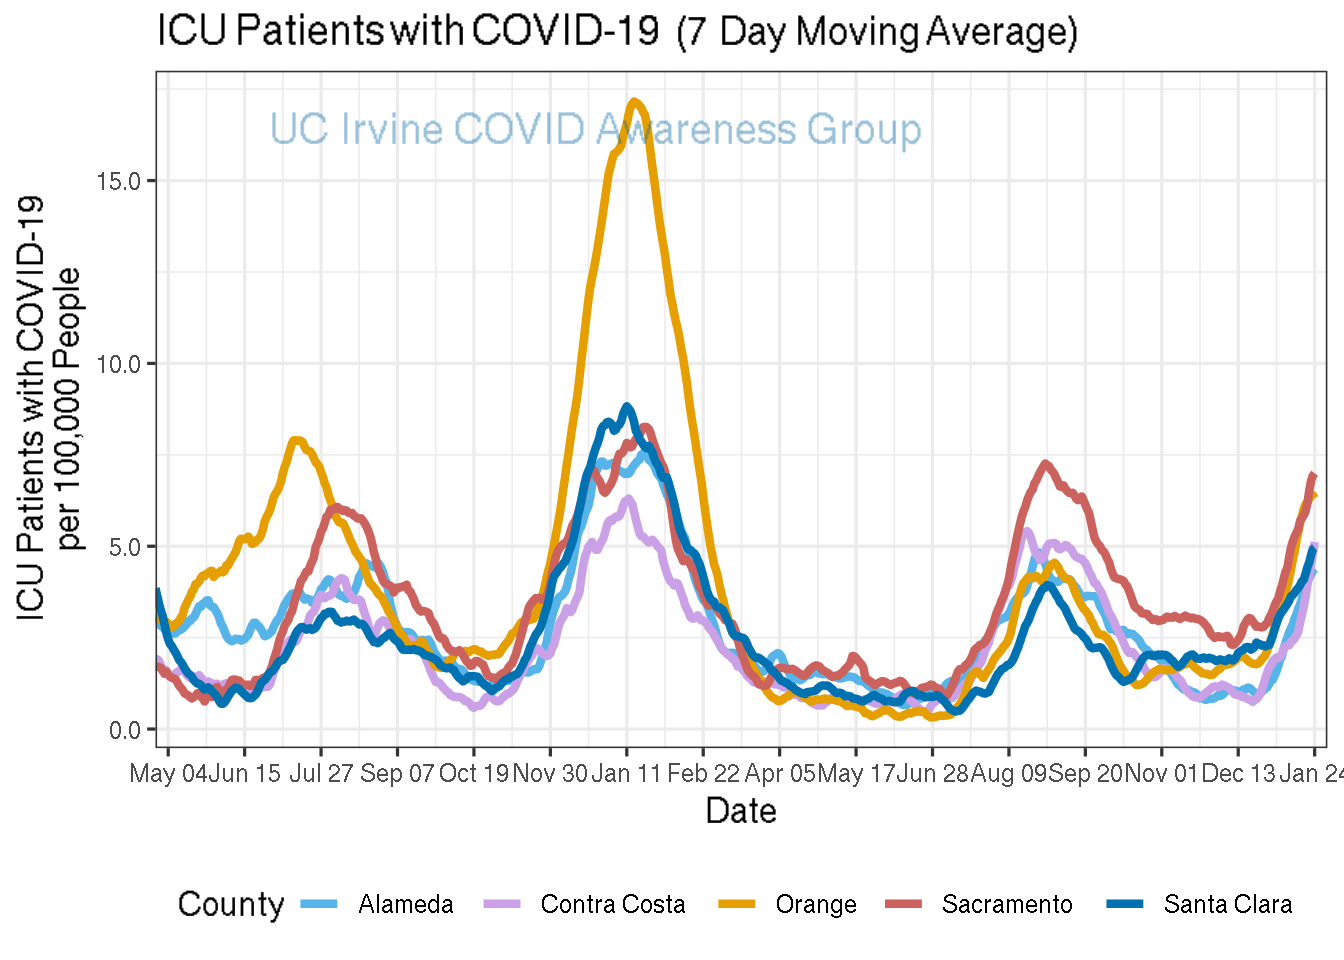 ICU Patients with COVID-19 (7 Day Moving Average)
UC Irvine COVID Awareness Group
ICU Patients with COVID-19
per 100,000 People
15.0
10.0
5.0
0.0
May 04 Jun 15 Jul 27 Sep 07 Oct 19 Nov 30 Jan 11 Feb 22 Apr 05 May 17 Jun 28 Aug 09 Sep 20 Nov 01 Dec 13 Jan 24
Date
County Alameda Contra Costa Orange Sacramento Santa Clara